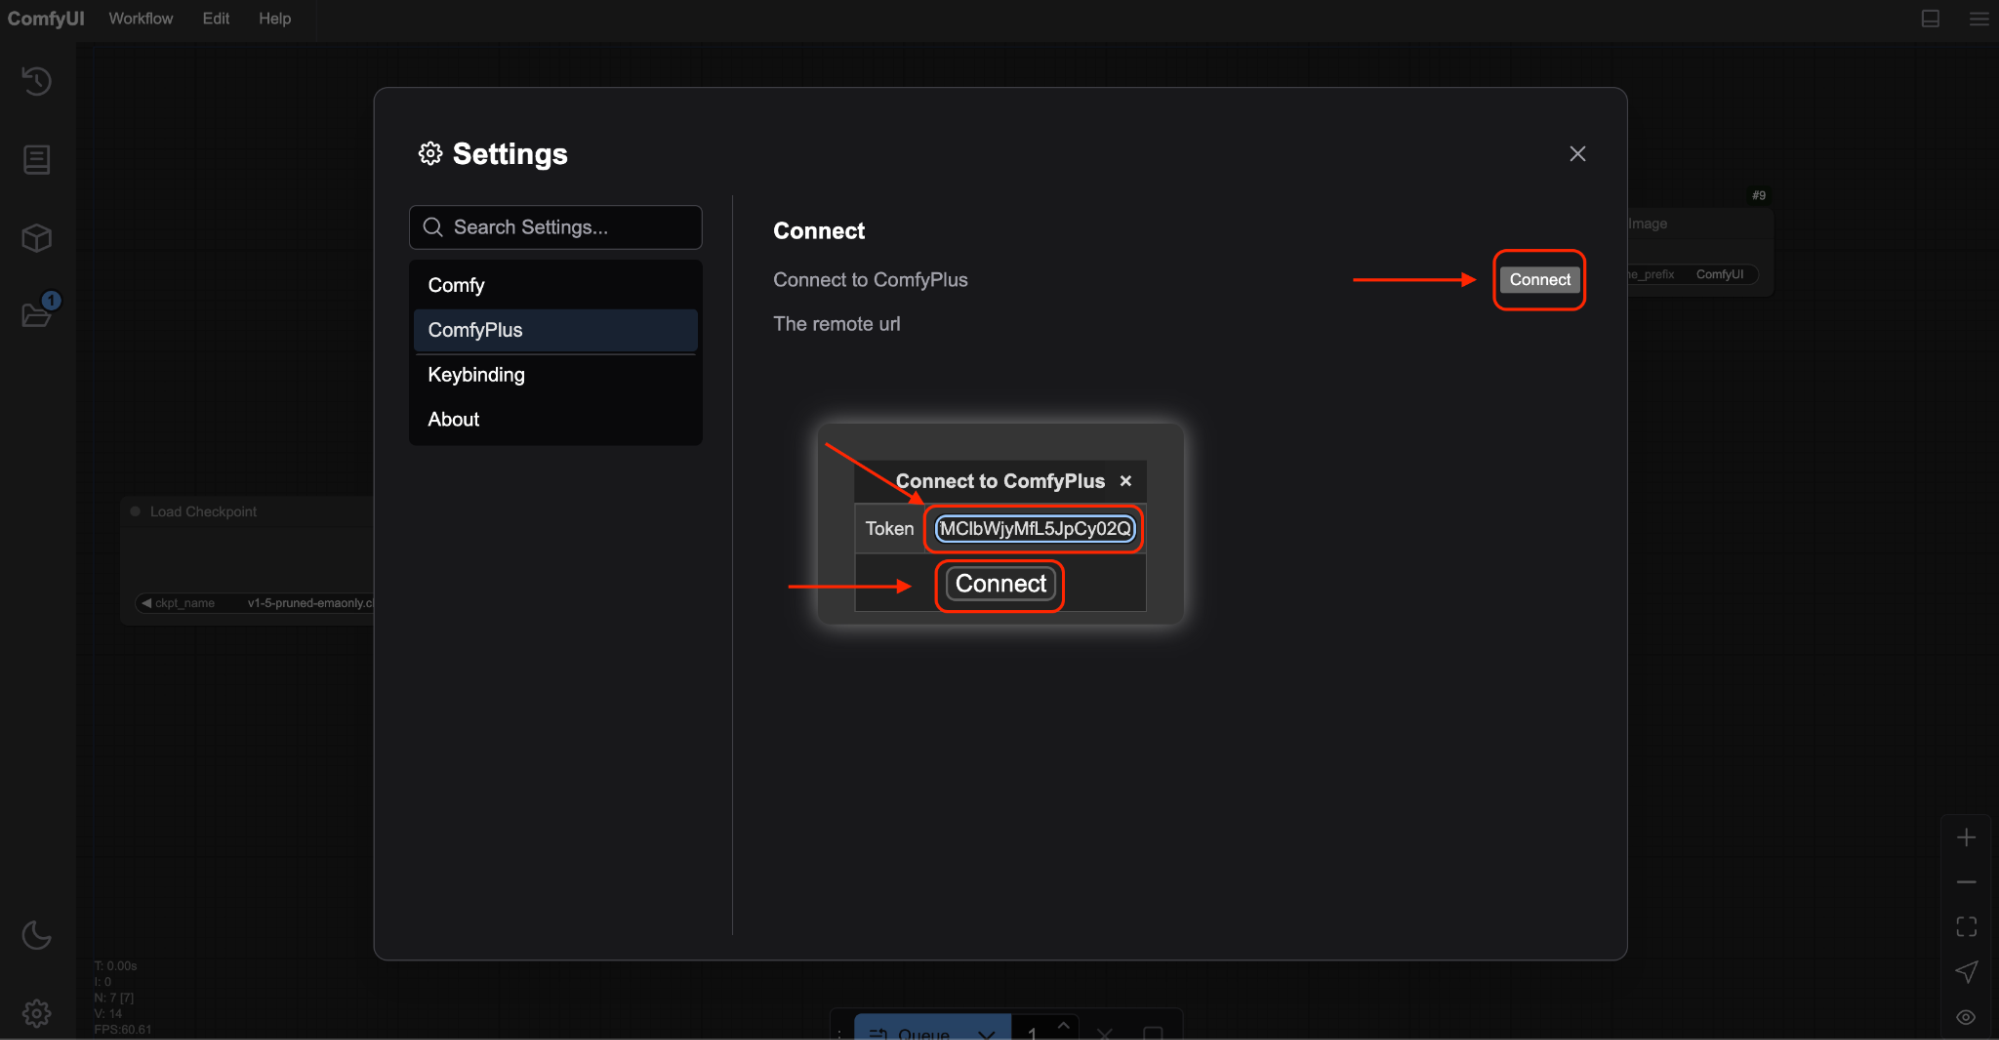 ComfyUI Workflow Edit Help
Settings
Search Settings...
Comfy
ComfyPlus
Keybinding
About
Connect
Connect to ComfyPlus
Connect
The remote url
Connect to ComfyPlus ×
Token
MClbWjyMfL5JpCy02Q
Connect
#9
Image
ne_prefix ComfyUI
1
Load Checkpoint
ckpt_name v1-5-pruned-emaonly.c
T: 0.00s
I: 0
N: 7 [7]
V: 14
FPS:60.61
Queue
1